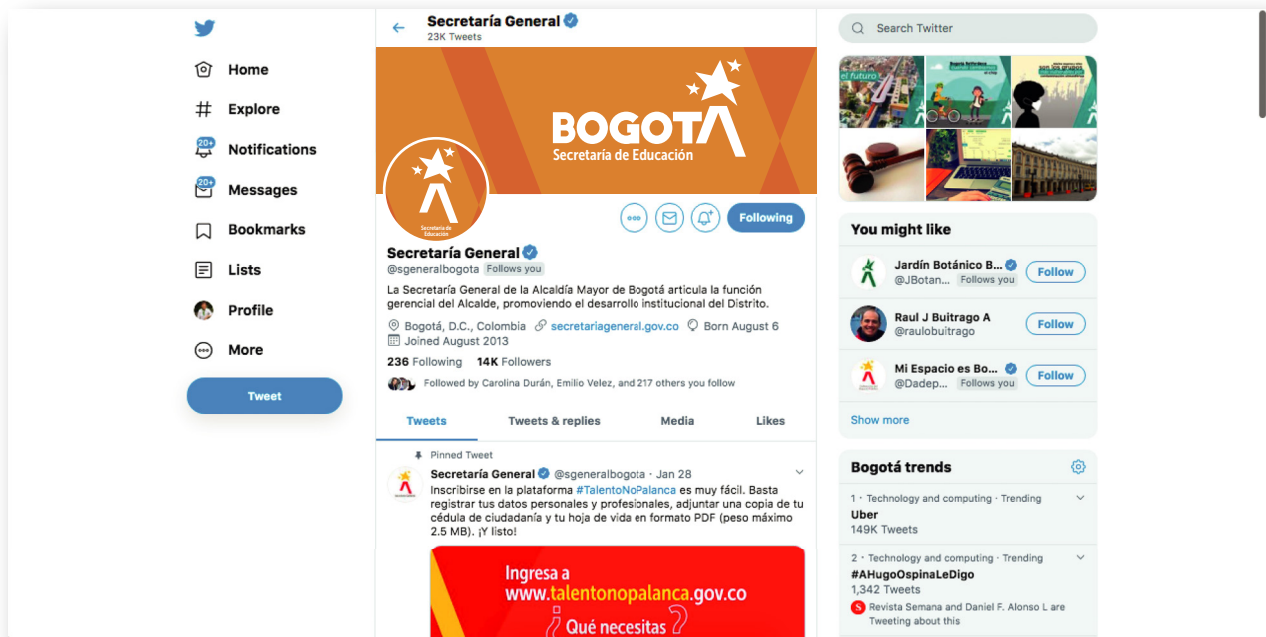 Home
Explore
20+
Notifications
20+
Messages
Bookmarks
Lists
Profile
More
Tweet
Secretaría General
23K Tweets
BOGOTÁ
Secretaría de Educación
Secretaría de
Educación
Following
Secretaría General
@sgeneralbogota Follows you
La Secretaría General de la Alcaldía Mayor de Bogotá articula la función
gerencial del Alcalde, promoviendo el desarrollo institucional del Distrito.
Bogotá, D.C., Colombia secretariageneral.gov.co Born August 6
Joined August 2013
236 Following 14K Followers
Followed by Carolina Durán, Emilio Velez, and 217 others you follow
Tweets Tweets & replies Media Likes
Pinned Tweet
Secretaría General @sgeneralbogota · Jan 28
Inscribirse en la plataforma #TalentoNoPalanca es muy fácil. Basta
registrar tus datos personales y profesionales, adjuntar una copia de tu
cédula de ciudadanía y tu hoja de vida en formato PDF (peso máximo
2.5 MB). ¡Y listo!
Ingresa a
www.talentonopalanca.gov.co
¿Qué necesitas?
Search Twitter
el futuro
son los grupos
You might like
Jardín Botánico B...
@JBotan... Follows you
Follow
Raul J Buitrago A
@raulobuitrago
Follow
Mi Espacio es Bo...
@Dadep... Follows you
Follow
Show more
Bogotá trends
1 · Technology and computing · Trending
Uber
149K Tweets
2 · Technology and computing · Trending
#AHugoOspinaLeDigo
1,342 Tweets
Revista Semana and Daniel F. Alonso L are
Tweeting about this